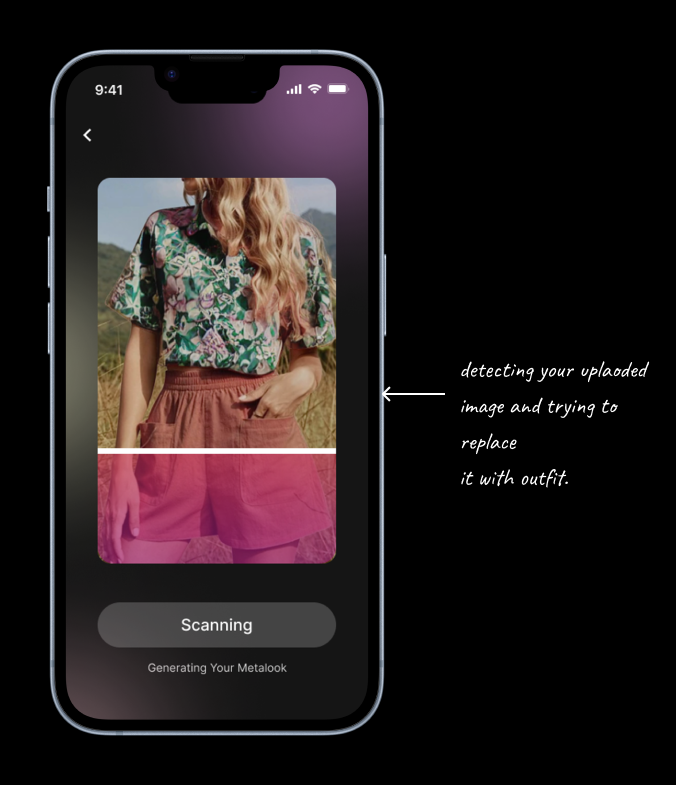 9:41
detecting your uplaoded
image and trying to
replace
it with outfit.
Scanning
Generating Your Metalook